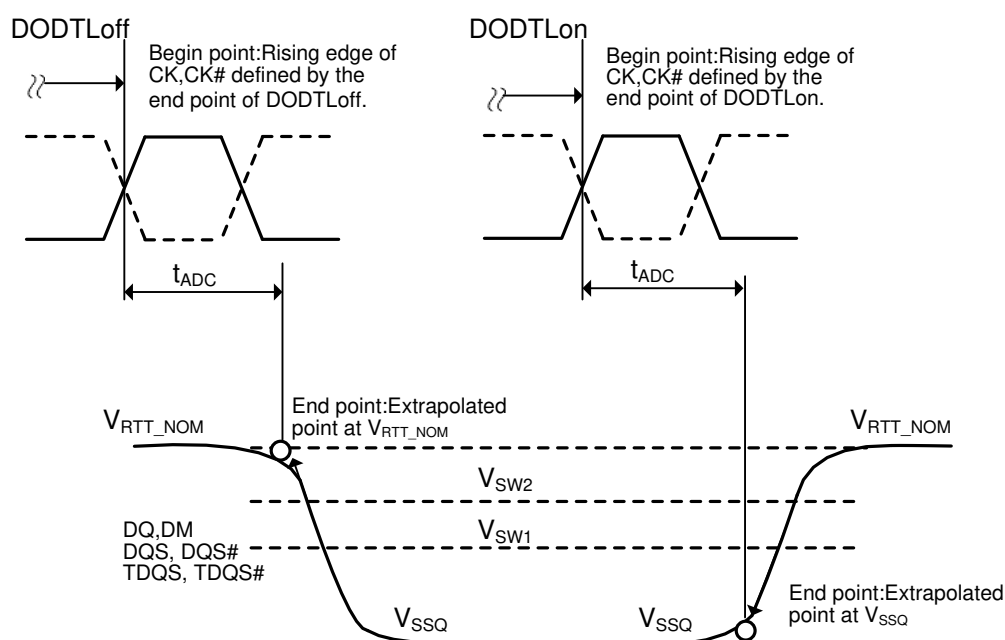 DODTLoff
Begin point:Rising edge of
CK,CK# defined by the
end point of DODTLoff.
DODTLon
Begin point:Rising edge of
CK,CK# defined by the
end point of DODTLon.
tADC
tADC
VRTT_NOM
End point:Extrapolated
point at VRTT_NOM
VRTT_NOM
VSW2
VSW1
DQ,DM
DQS, DQS#
TDQS, TDQS#
VSSQ
VSSQ
End point:Extrapolated
point at VSSQ